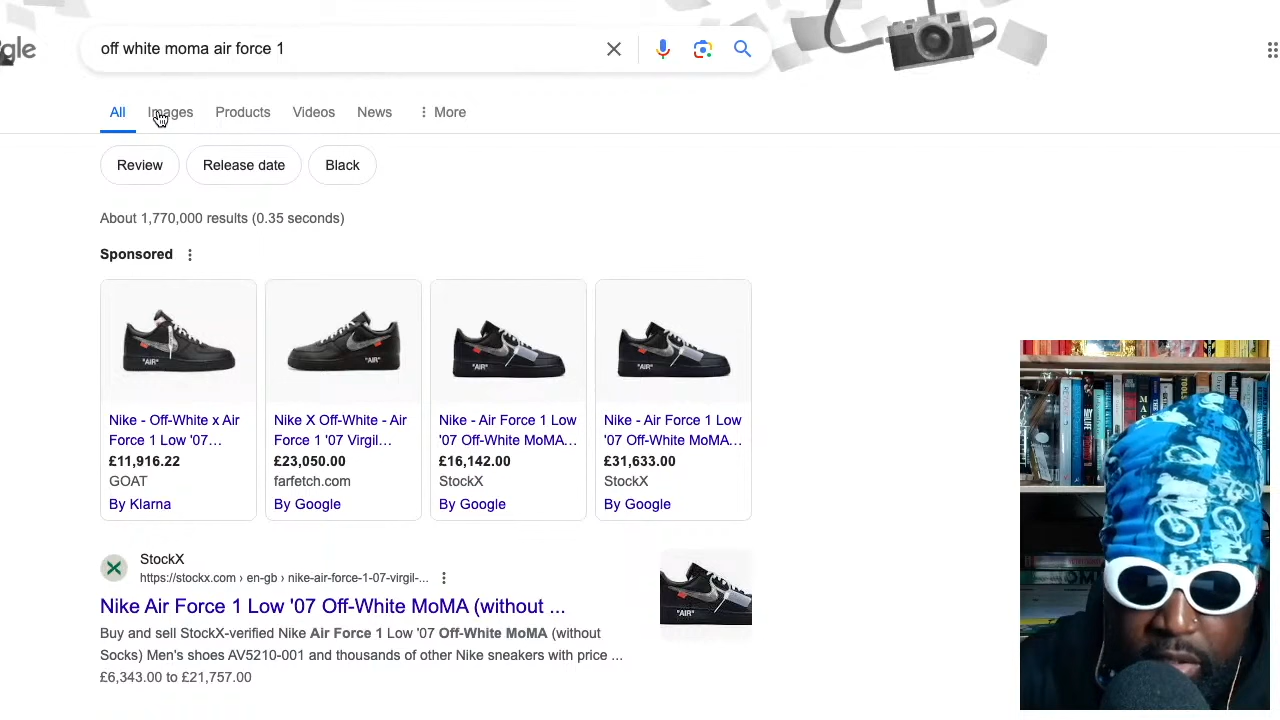 gle
off white moma air force 1
All Images Products Videos News More
Review Release date Black
About 1,770,000 results (0.35 seconds)
Sponsored
"AIR" "AIR" "AIR" "AIR"
Nike - Off-White x Air
Force 1 Low '07...
£11,916.22
GOAT
By Klarna
Nike X Off-White - Air
Force 1 '07 Virgil...
£23,050.00
farfetch.com
By Google
Nike - Air Force 1 Low
'07 Off-White MoMA...
£16,142.00
StockX
By Google
Nike - Air Force 1 Low
'07 Off-White MoMA...
£31,633.00
StockX
By Google
StockX
https://stockx.com › en-gb › nike-air-force-1-07-virgil-...
Nike Air Force 1 Low '07 Off-White MoMA (without ...
Buy and sell StockX-verified Nike Air Force 1 Low '07 Off-White MoMA (without
Socks) Men's shoes AV5210-001 and thousands of other Nike sneakers with price ...
£6,343.00 to £21,757.00
"AIR"